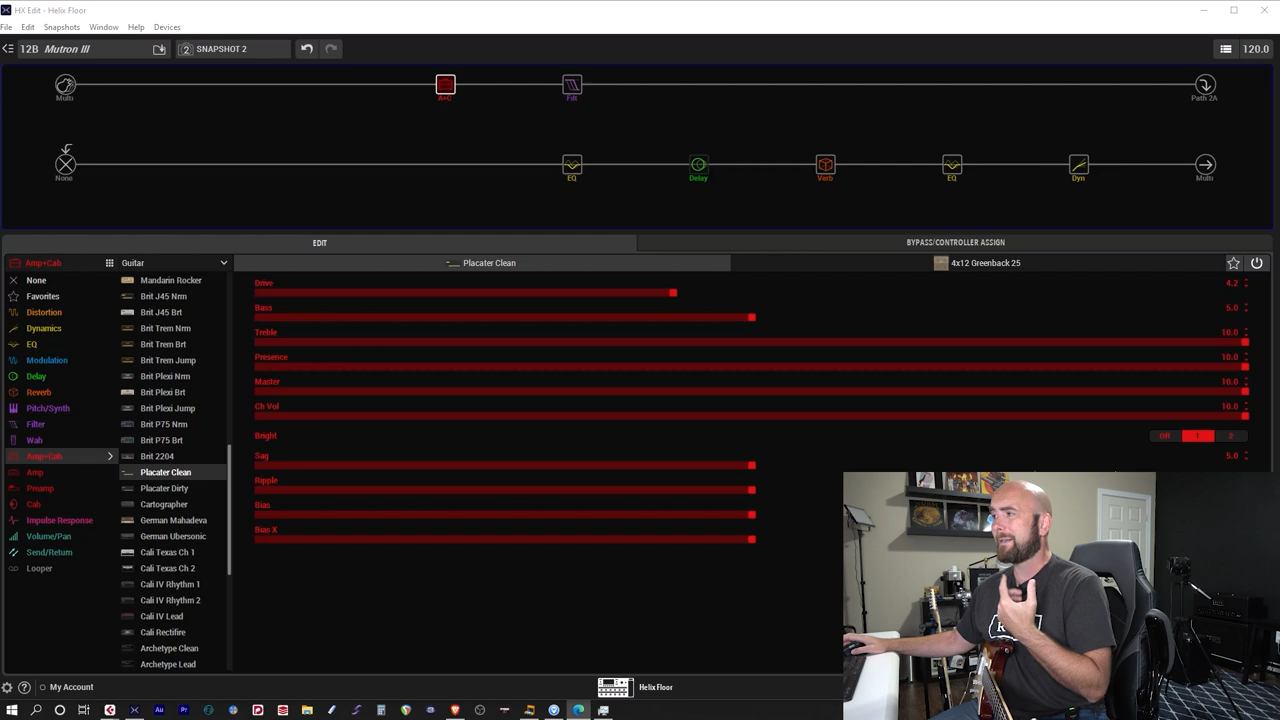 HX Edit - Helix Floor
File Edit Snapshots Window Help Devices
12B Mutron III
2 SNAPSHOT 2
120.0
Multi
A+C
Filt
Path 2A
None
EQ
Delay
Verb
EQ
Dyn
Multi
EDIT
BYPASS/CONTROLLER ASSIGN
Amp+Cab
Guitar
Placater Clean
4x12 Greenback 25
None
Favorites
Distortion
Dynamics
EQ
Modulation
Delay
Reverb
Pitch/Synth
Filter
Wah
Amp+Cab
Amp
Preamp
Cab
Impulse Response
Volume/Pan
Send/Return
Looper
Mandarin Rocker
Brit J45 Nrm
Brit J45 Brt
Brit Trem Nrm
Brit Trem Brt
Brit Trem Jump
Brit Plexi Nrm
Brit Plexi Brt
Brit Plexi Jump
Brit P75 Nrm
Brit P75 Brt
Brit 2204
Placater Clean
Placater Dirty
Cartographer
German Mahadeva
German Ubersonic
Cali Texas Ch 1
Cali Texas Ch 2
Cali IV Rhythm 1
Cali IV Rhythm 2
Cali IV Lead
Cali Rectifire
Archetype Clean
Archetype Lead
Drive 4.2
Bass 5.0
Treble 10.0
Presence 10.0
Master 10.0
Ch Vol 10.0
Bright Off 1 2
Sag 5.0
Ripple
Bias
Bias X
My Account
Helix Floor